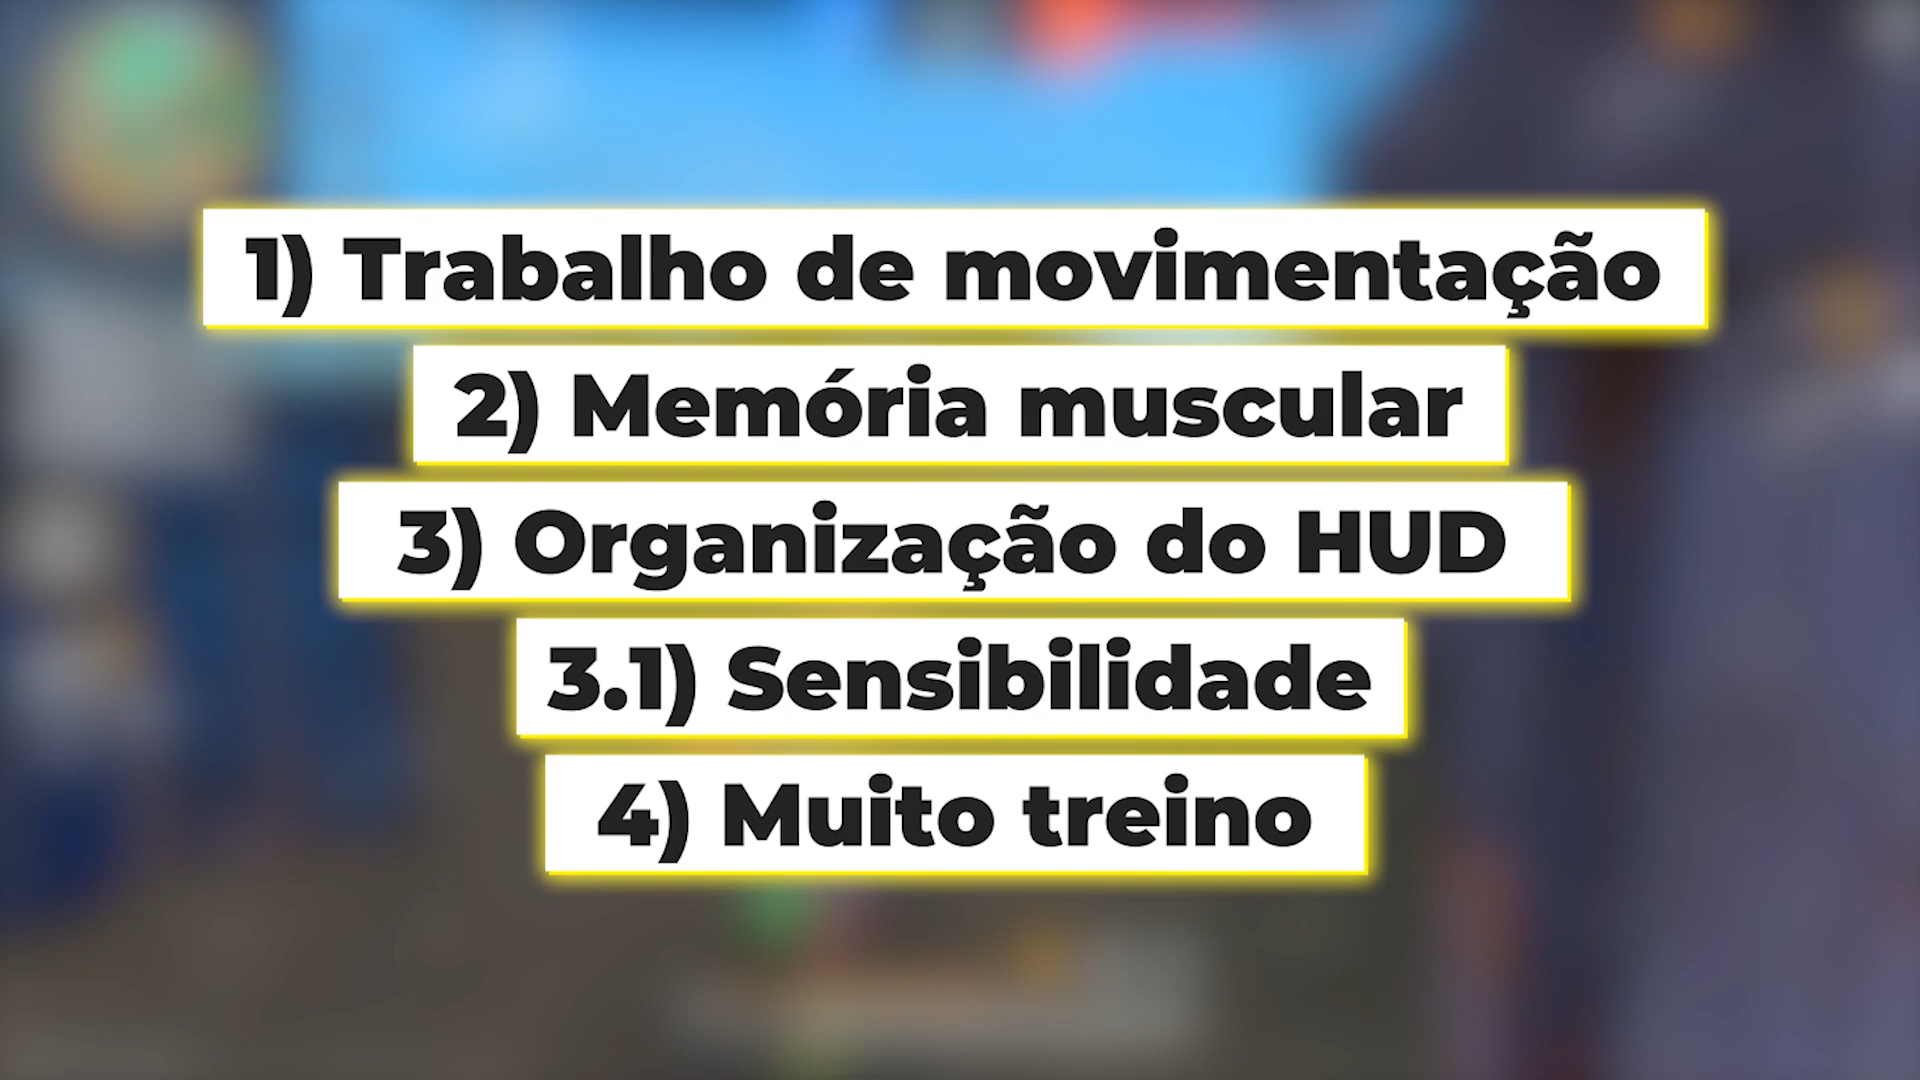 1) Trabalho de movimentação
2) Memória muscular
3) Organização do HUD
3.1) Sensibilidade
4) Muito treino